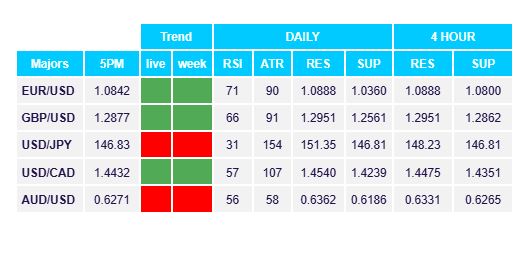 Trend DAILY 4 HOUR
Majors 5PM live week RSI ATR RES SUP RES SUP
EUR/USD 1.0842 71 90 1.0888 1.0360 1.0888 1.0800
GBP/USD 1.2877 66 91 1.2951 1.2561 1.2951 1.2862
USD/JPY 146.83 31 154 151.35 146.81 148.23 146.81
USD/CAD 1.4432 57 107 1.4540 1.4239 1.4475 1.4351
AUD/USD 0.6271 56 58 0.6362 0.6186 0.6331 0.6265